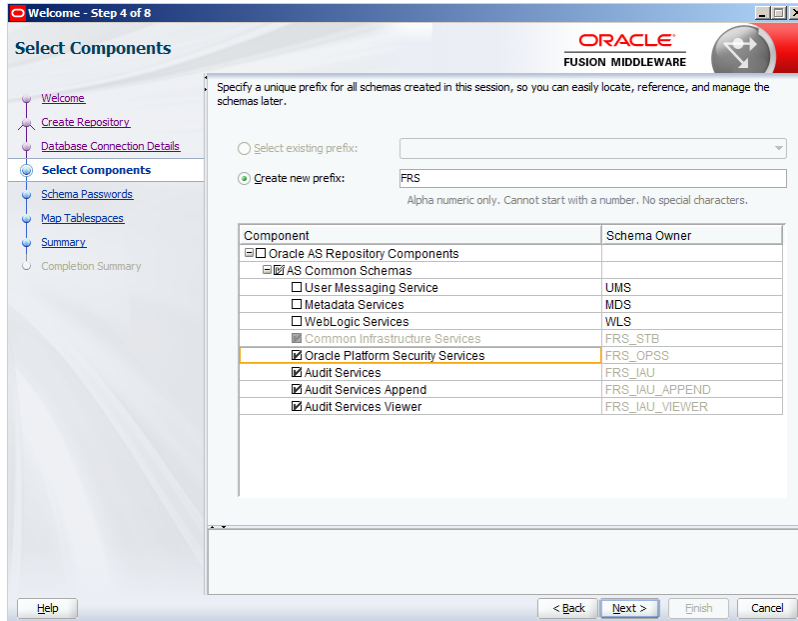 Welcome - Step 4 of 8
Select Components
ORACLE
FUSION MIDDLEWARE
Welcome
Create Repository
Database Connection Details
Select Components
Schema Passwords
Map Tablespaces
Summary
Completion Summary
Specify a unique prefix for all schemas created in this session, so you can easily locate, reference, and manage the
schemas later.
Select existing prefix:
Create new prefix: FRS
Alpha numeric only. Cannot start with a number. No special characters.
Component Schema Owner
Oracle AS Repository Components
AS Common Schemas
User Messaging Service UMS
Metadata Services MDS
WebLogic Services WLS
Common Infrastructure Services FRS_STB
Oracle Platform Security Services FRS_OPSS
Audit Services FRS_IAU
Audit Services Append FRS_IAU_APPEND
Audit Services Viewer FRS_IAU_VIEWER
Help < Back Next > Finish Cancel